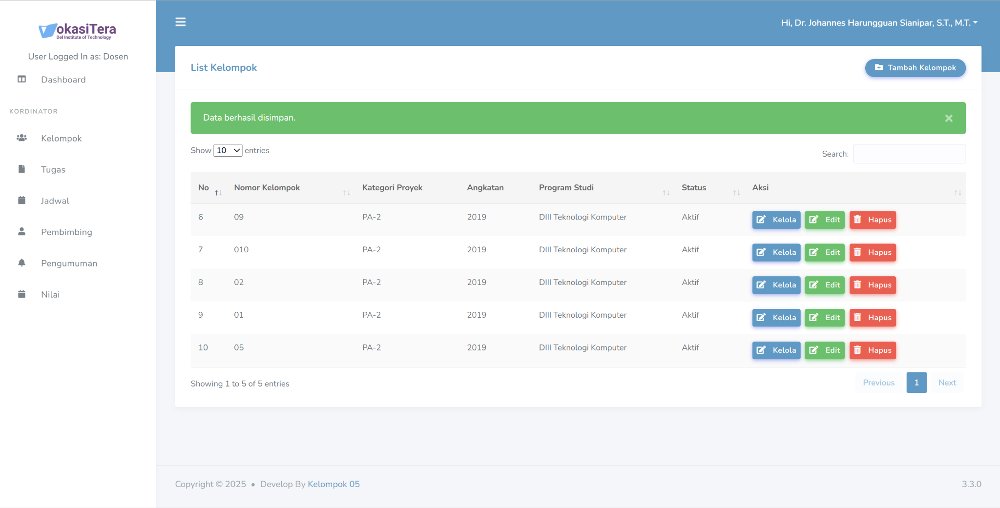 okasiTera
Del Institute of Technology
User Logged In as: Dosen
Dashboard
KORDINATOR
Kelompok
Tugas
Jadwal
Pembimbing
Pengumuman
Nilai
Hi, Dr. Johannes Harungguan Sianipar, S.T., M.T.
List Kelompok
Tambah Kelompok
Data berhasil disimpan.
Show 10 entries
Search:
No Nomor Kelompok Kategori Proyek Angkatan Program Studi Status Aksi
6 09 PA-2 2019 DIII Teknologi Komputer Aktif Kelola Edit Hapus
7 010 PA-2 2019 DIII Teknologi Komputer Aktif Kelola Edit Hapus
8 02 PA-2 2019 DIII Teknologi Komputer Aktif Kelola Edit Hapus
9 01 PA-2 2019 DIII Teknologi Komputer Aktif Kelola Edit Hapus
10 05 PA-2 2019 DIII Teknologi Komputer Aktif Kelola Edit Hapus
Showing 1 to 5 of 5 entries
Previous 1 Next
Copyright © 2025 • Develop By Kelompok 05
3.3.0